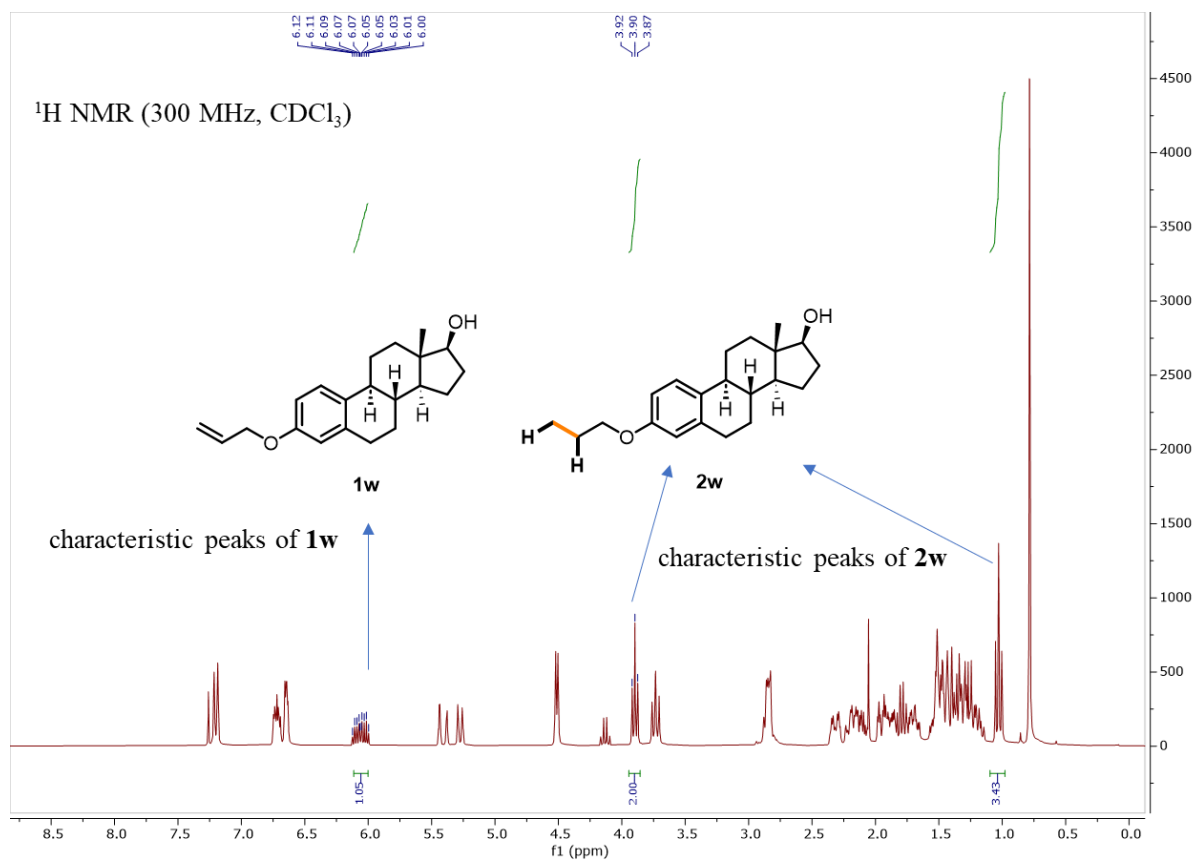 6.12
6.11
6.09
6.07
6.07
6.05
6.05
6.03
6.01
6.00
3.92
3.90
3.87
¹H NMR (300 MHz, CDCl₃)
4500
4000
3500
3000
2500
2000
1500
1000
500
0
OH
H
H
H
O
1w
OH
H
H
H
O
H
H
2w
characteristic peaks of 1w
characteristic peaks of 2w
1.05
2.00
3.43
8.5 8.0 7.5 7.0 6.5 6.0 5.5 5.0 4.5 4.0 3.5 3.0 2.5 2.0 1.5 1.0 0.5 0.0
f1 (ppm)